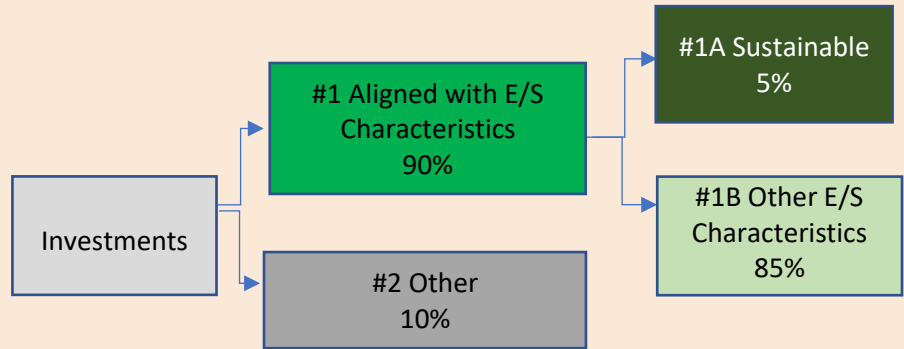 Investments
#1 Aligned with E/S
Characteristics
90%
#2 Other
10%
#1A Sustainable
5%
#1B Other E/S
Characteristics
85%